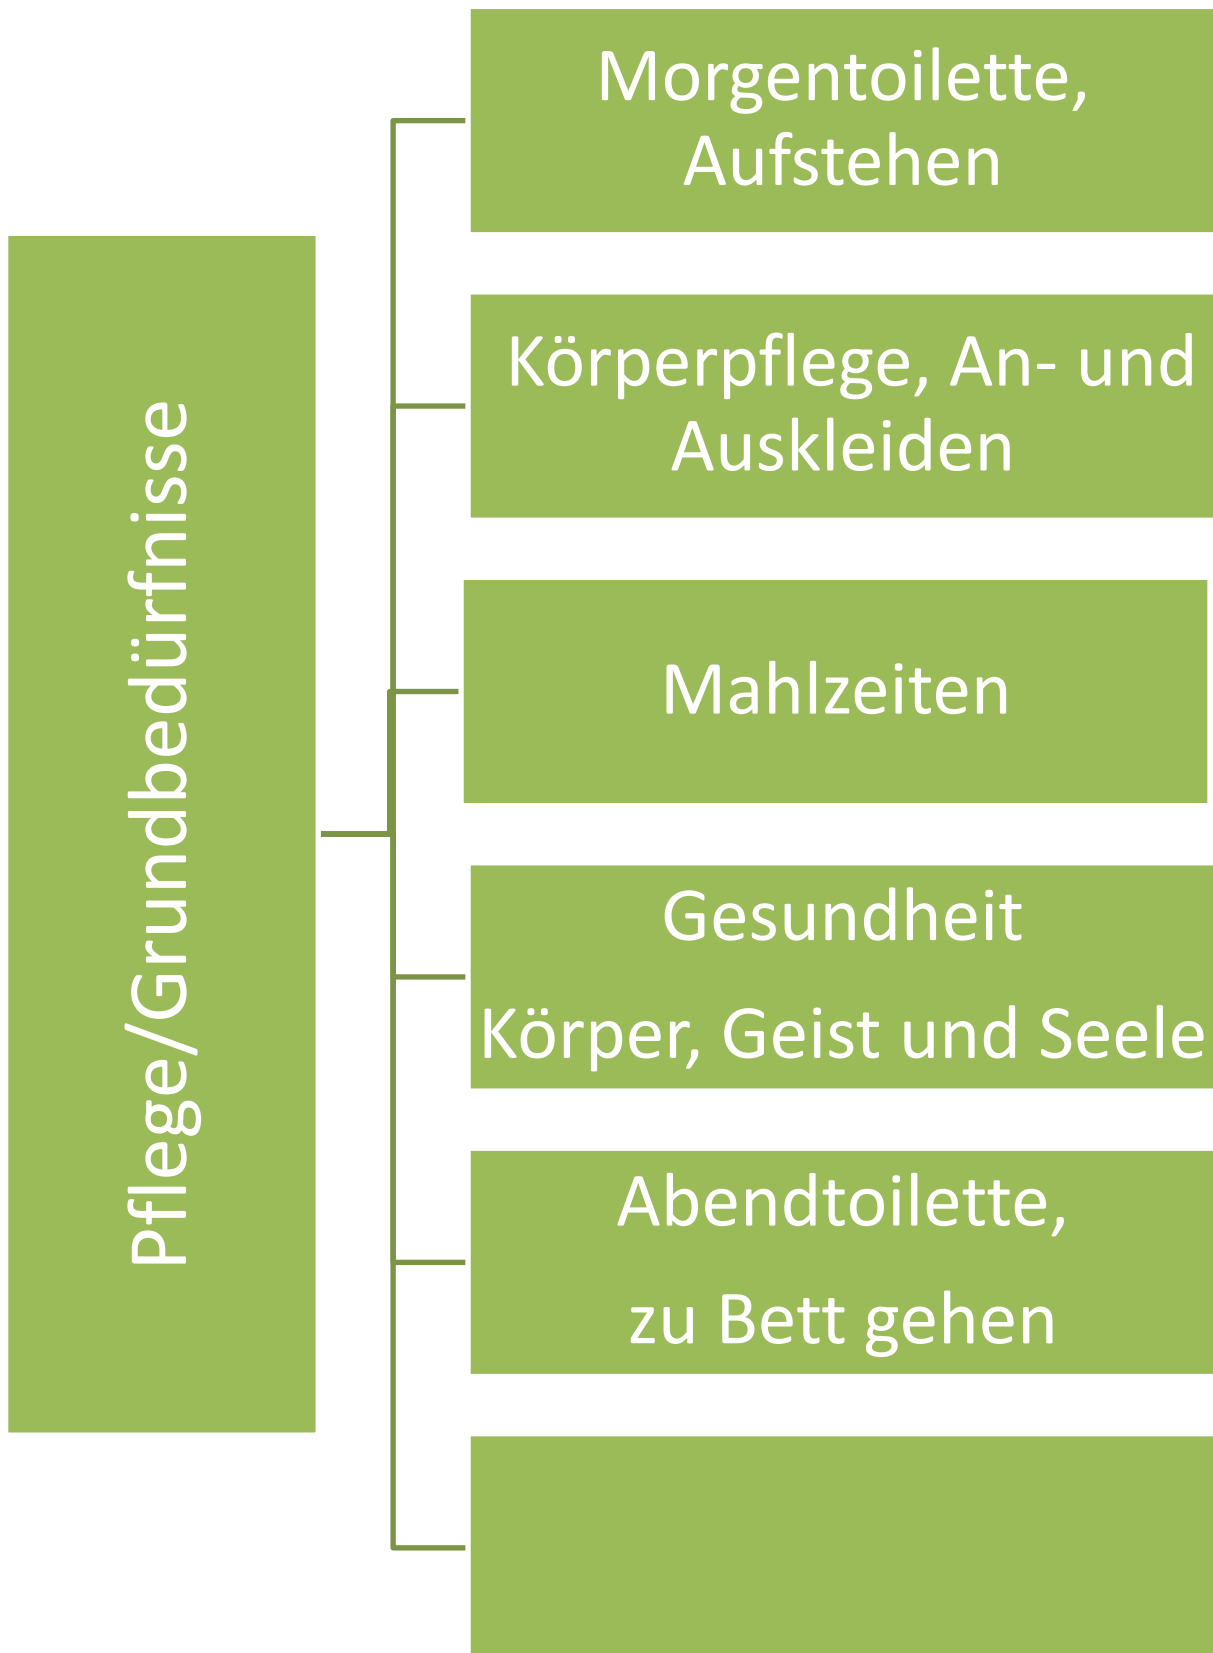 Pflege/Grundbedürfnisse
Morgentoilette,
Aufstehen
Körperpflege, An- und
Auskleiden
Mahlzeiten
Gesundheit
Körper, Geist und Seele
Abendtoilette,
zu Bett gehen